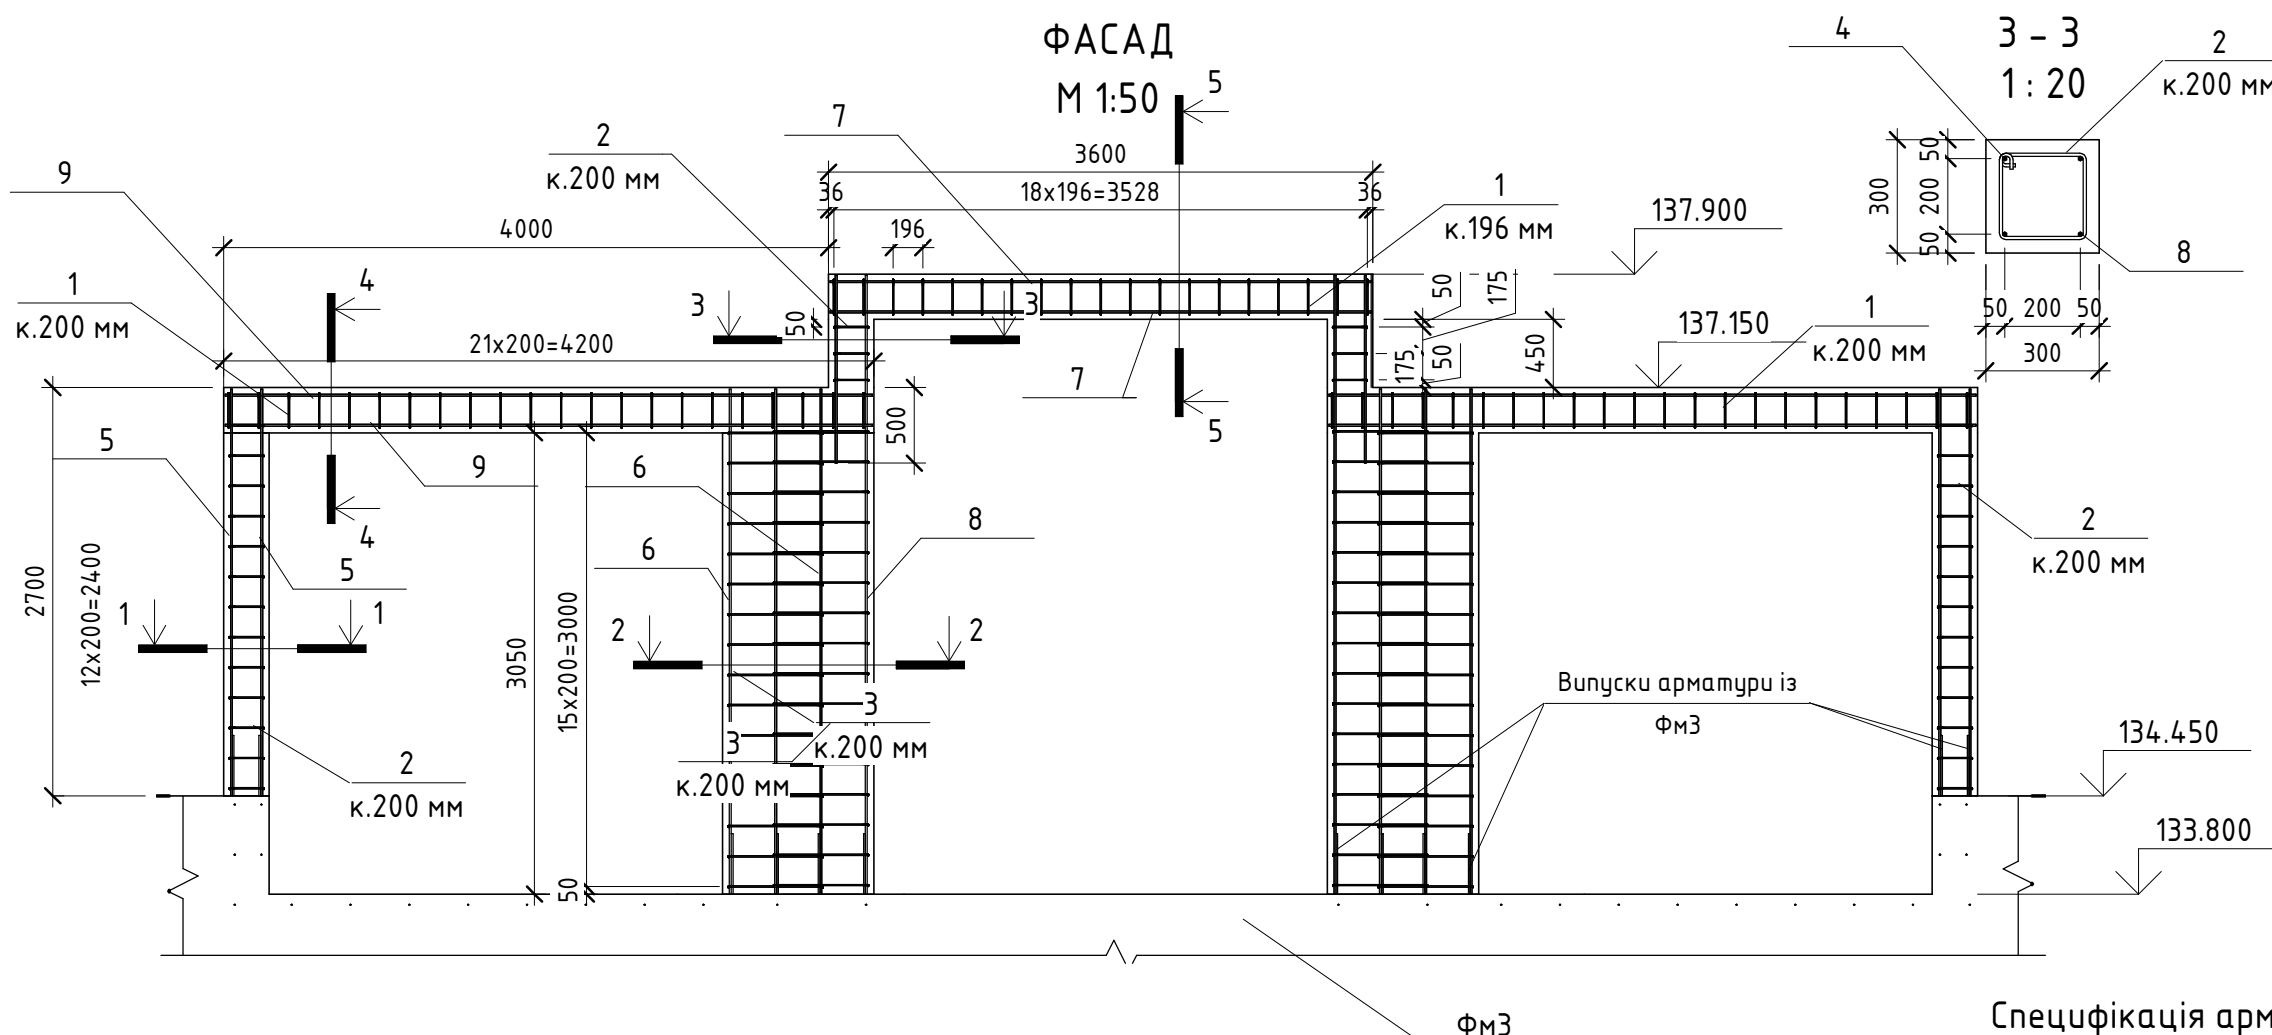 ФАСАД
М 1:50
3 - 3
1 : 20
4
2
к.200 мм
5
7
2
к.200 мм
9
3600
36
18х196=3528
36
1
к.196 мм
137.900
4000
196
50
200
50
300
8
50
200
50
300
1
к.200 мм
4
3
3
50
50
175
21х200=4200
137.150
1
к.200 мм
175
50
450
7
5
500
5
9
6
4
8
6
5
2
к.200 мм
2700
12х200=2400
1
1
3050
15х200=3000
2
2
Випуски арматури із
Фм3
3
к.200 мм
3
к.200 мм
2
к.200 мм
134.450
133.800
50
Фм3
Специфікація арм